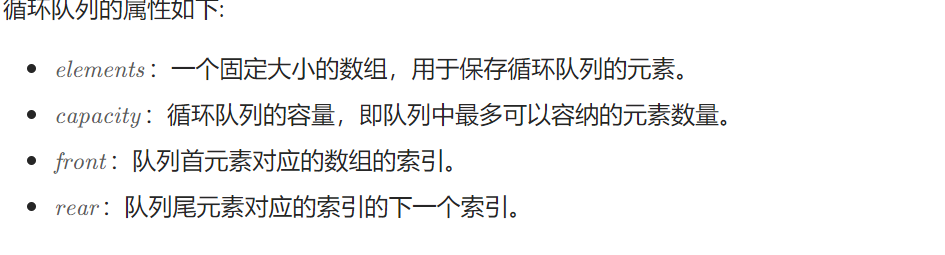 循环队列的属性如下:
elements：一个固定大小的数组，用于保存循环队列的元素。
capacity：循环队列的容量，即队列中最多可以容纳的元素数量。
front：队列首元素对应的数组的索引。
rear：队列尾元素对应的索引的下一个索引。